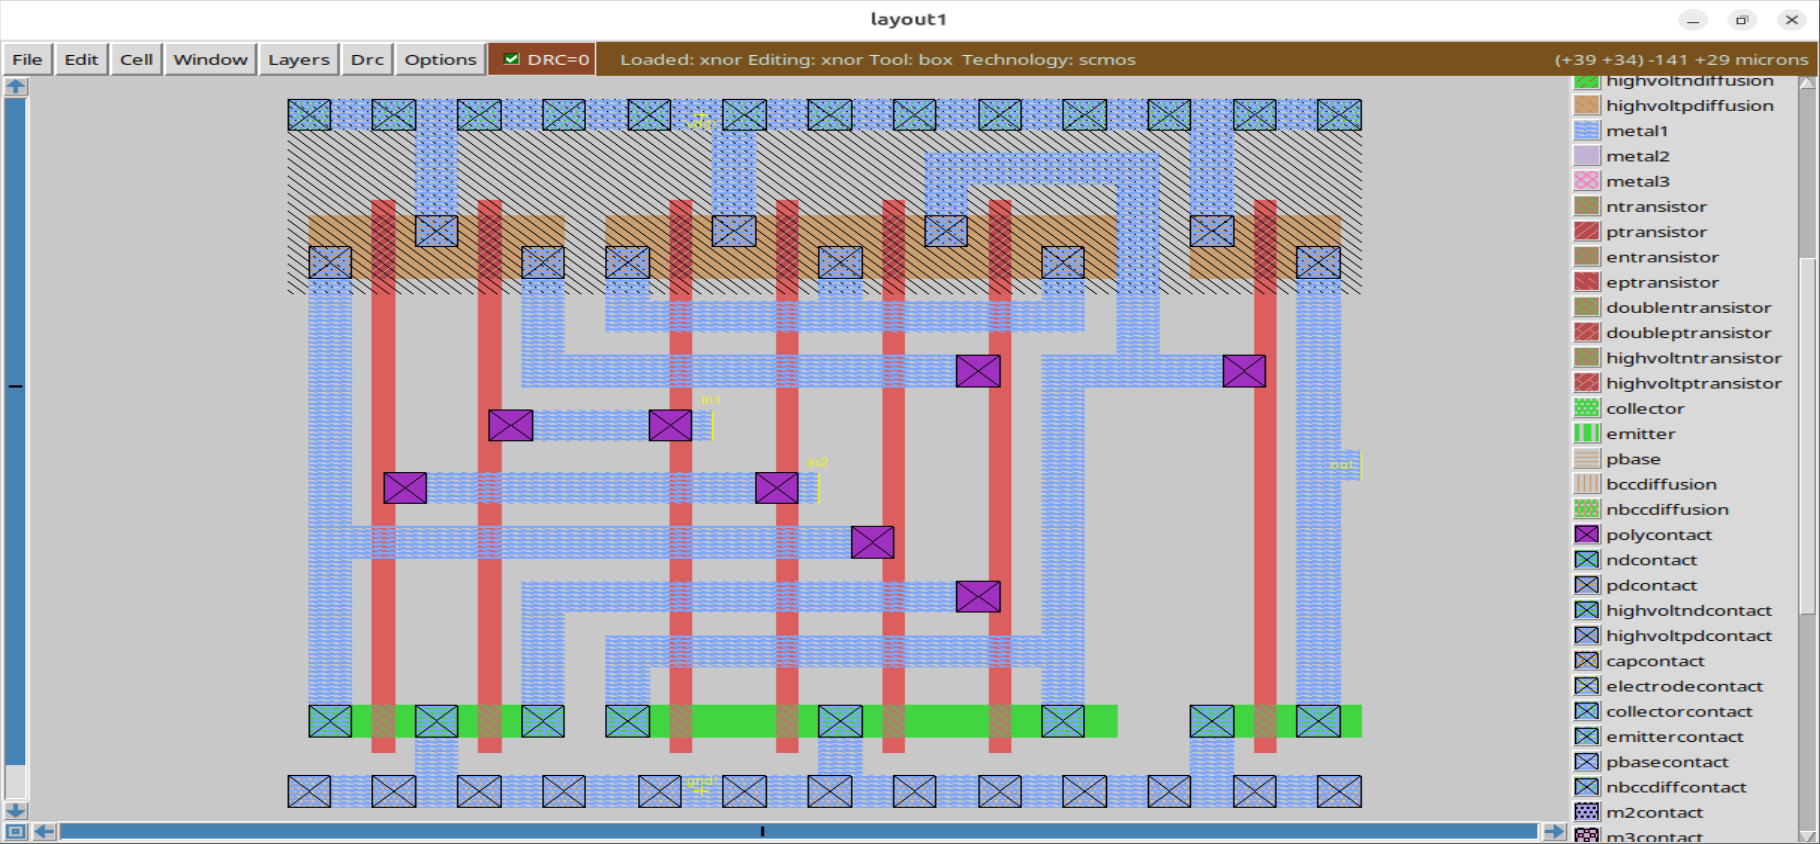 layout1
File Edit Cell Window Layers Drc Options DRC=0 Loaded: xnor Editing: xnor Tool: box Technology: scmos (+39 +34) -141 +29 microns
highvoltndiffusion
highvoltpdiffusion
metal1
metal2
metal3
ntransistor
ptransistor
entransistor
eptransistor
doublentransistor
doubleptransistor
highvoltntransistor
highvoltptransistor
collector
emitter
pbase
bccdiffusion
nbccdiffusion
polycontact
ndcontact
pdcontact
highvoltndcontact
highvoltpdcontact
capcontact
electrodecontact
collectorcontact
emittercontact
pbasecontact
nbccdiffcontact
m2contact
m3contact
vdd
in1
in2
out
gnd